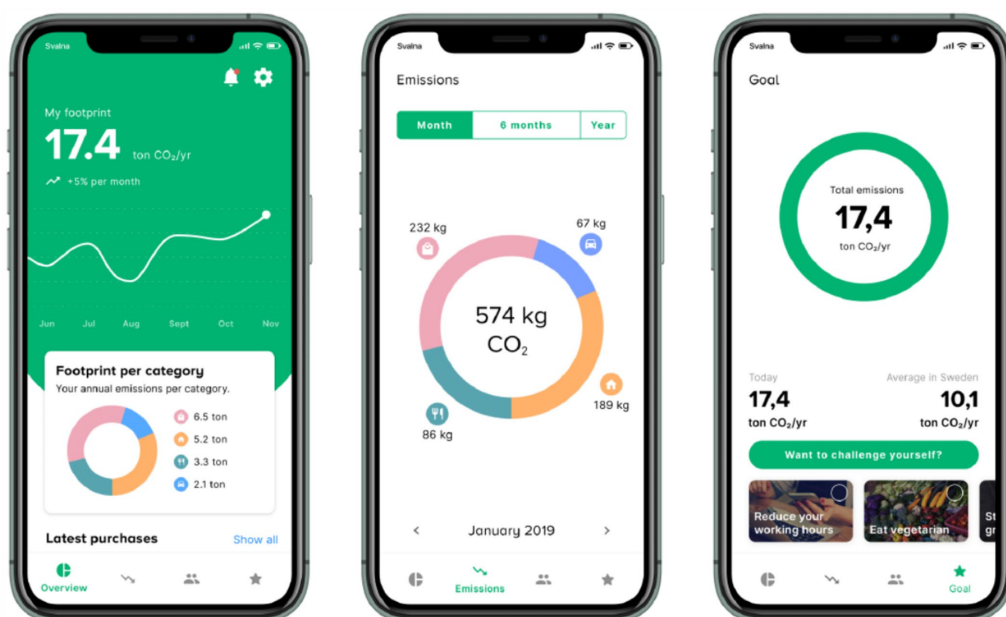 Svalna
My footprint
17.4 ton CO₂/yr
+5% per month
Jun Jul Aug Sept Oct Nov
Footprint per category
Your annual emissions per category.
6.5 ton
5.2 ton
3.3 ton
2.1 ton
Latest purchases Show all
Overview
Svalna
Emissions
Month 6 months Year
232 kg
67 kg
574 kg
CO₂
189 kg
86 kg
January 2019
Emissions
Svalna
Goal
Total emissions
17,4
ton CO₂/yr
Today Average in Sweden
17,4 10,1
ton CO₂/yr ton CO₂/yr
Want to challenge yourself?
Reduce your
working hours
Eat vegetarian
St
gr
Goal